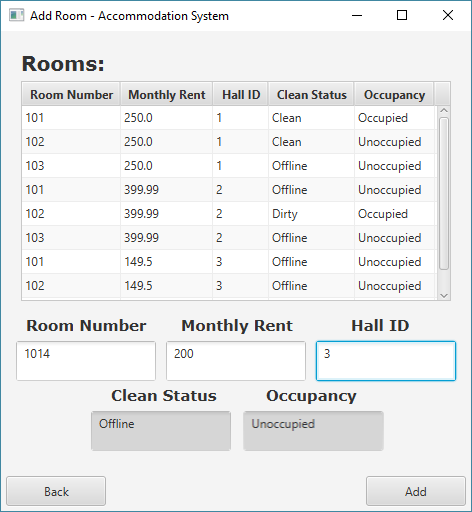 Add Room - Accommodation System
Rooms:
Room Number Monthly Rent Hall ID Clean Status Occupancy
101 250.0 1 Clean Occupied
102 250.0 1 Clean Unoccupied
103 250.0 1 Offline Unoccupied
101 399.99 2 Offline Unoccupied
102 399.99 2 Dirty Occupied
103 399.99 2 Offline Unoccupied
101 149.5 3 Offline Unoccupied
102 149.5 3 Offline Unoccupied
Room Number Monthly Rent Hall ID
1014 200 3
Clean Status Occupancy
Offline Unoccupied
Back Add